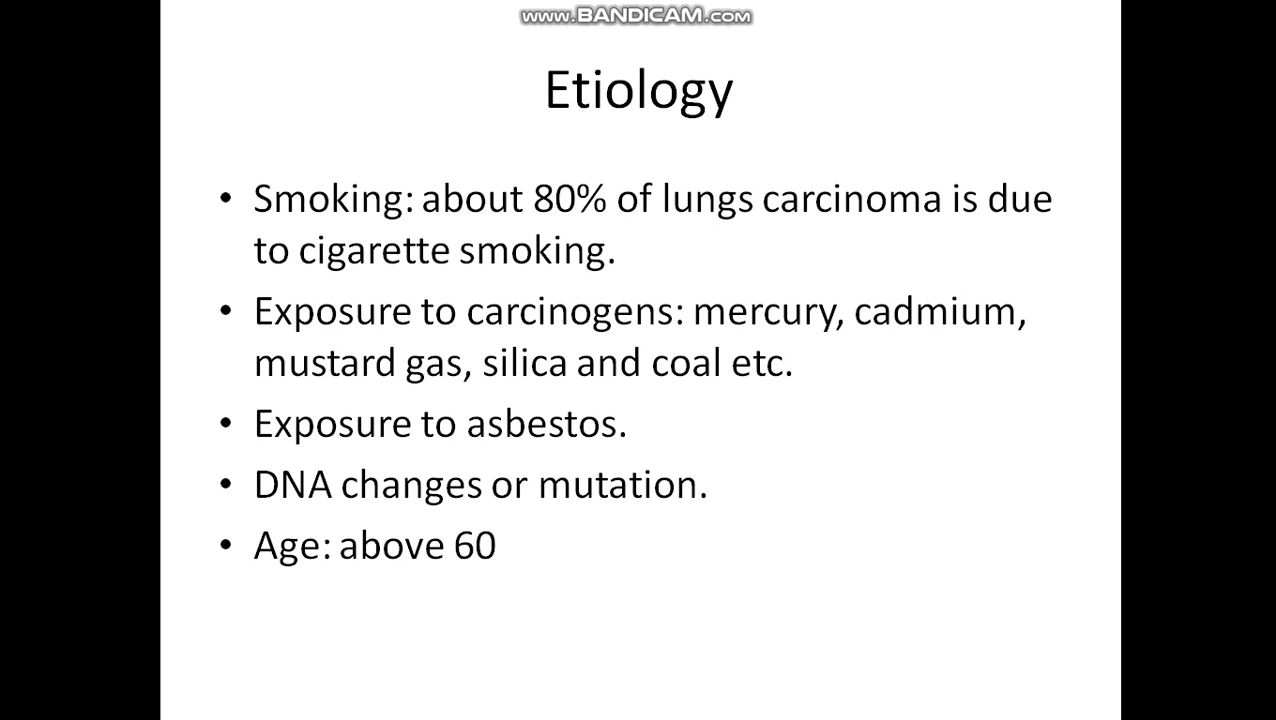 www.BANDICAM.com
Etiology
• Smoking: about 80% of lungs carcinoma is due
to cigarette smoking.
• Exposure to carcinogens: mercury, cadmium,
mustard gas, silica and coal etc.
• Exposure to asbestos.
• DNA changes or mutation.
• Age: above 60